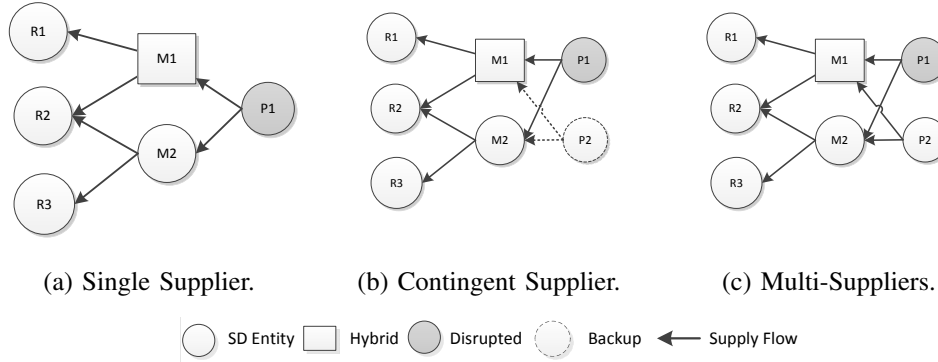 R1
M1
R2
P1
M2
R3
R1
M1
P1
R2
M2
P2
R3
R1
M1
P1
R2
M2
P2
R3
(a) Single Supplier.
(b) Contingent Supplier.
(c) Multi-Suppliers.
SD Entity Hybrid Disrupted Backup Supply Flow